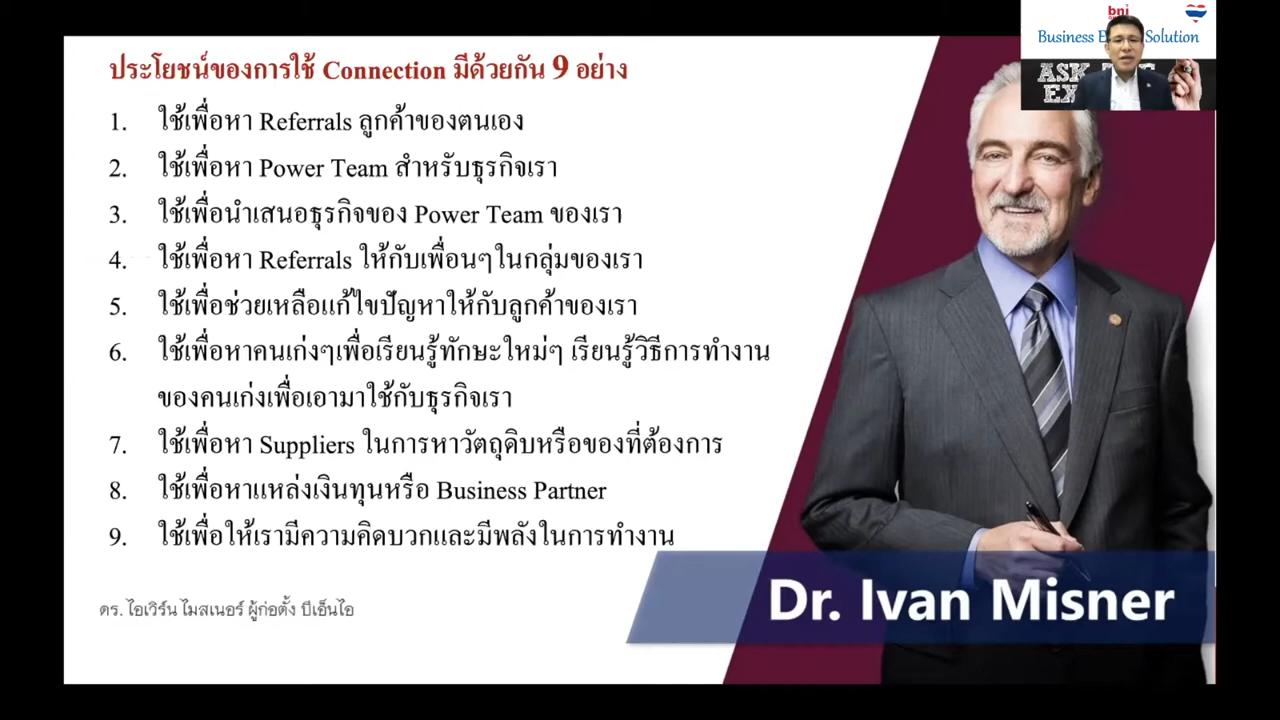 bni
Business E Solution
ASK
EX
ประโยชน์ของการใช้ Connection มีด้วยกัน 9 อย่าง
1. ใช้เพื่อหา Referrals ลูกค้าของตนเอง
2. ใช้เพื่อหา Power Team สำหรับธุรกิจเรา
3. ใช้เพื่อนำเสนอธุรกิจของ Power Team ของเรา
4. ใช้เพื่อหา Referrals ให้กับเพื่อนๆในกลุ่มของเรา
5. ใช้เพื่อช่วยเหลือแก้ไขปัญหาให้กับลูกค้าของเรา
6. ใช้เพื่อหาคนเก่งๆเพื่อเรียนรู้ทักษะใหม่ๆ เรียนรู้วิธีการทำงาน
ของคนเก่งเพื่อเอามาใช้กับธุรกิจเรา
7. ใช้เพื่อหา Suppliers ในการหาวัตถุดิบหรือของที่ต้องการ
8. ใช้เพื่อหาแหล่งเงินทุนหรือ Business Partner
9. ใช้เพื่อให้เรามีความคิดบวกและมีพลังในการทำงาน
Dr. Ivan Misner
ดร. ไอเวิร์น ไมสเนอร์ ผู้ก่อตั้ง บีเอ็นไอ